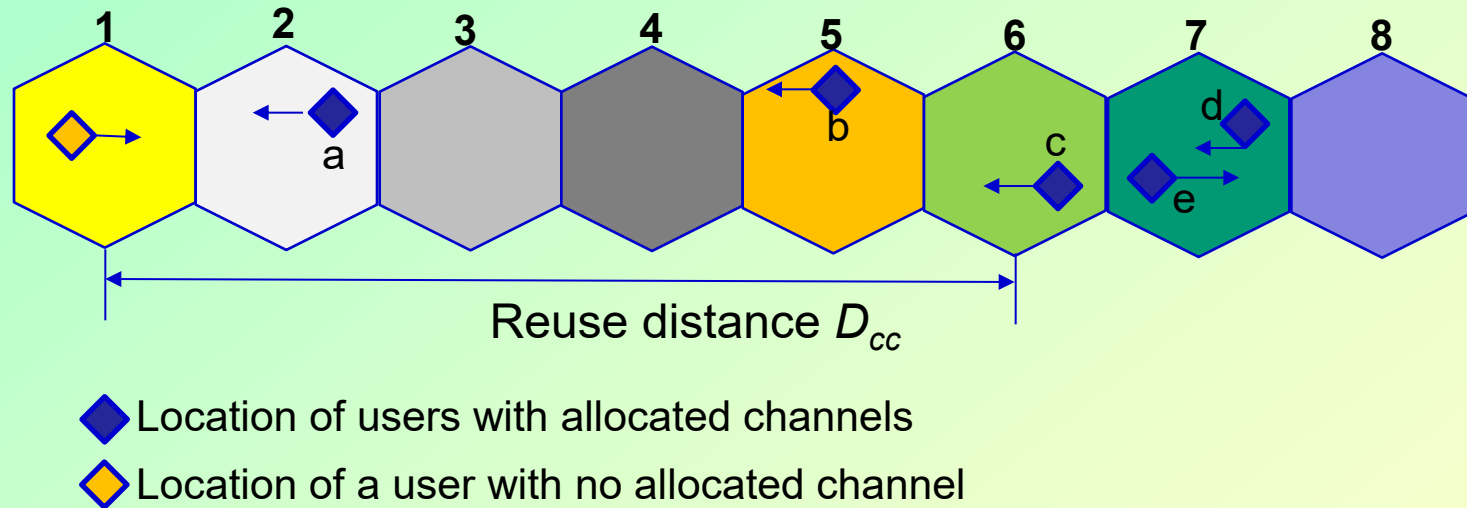 1 2 3 4 5 6 7 8
a b c d e
Reuse distance Dcc
Location of users with allocated channels
Location of a user with no allocated channel